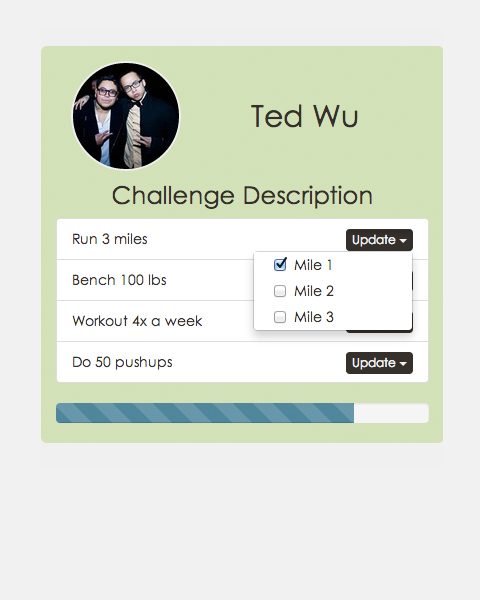 Ted Wu
Challenge Description
Run 3 miles Update
Mile 1
Bench 100 lbs
Mile 2
Workout 4x a week Mile 3
Do 50 pushups Update